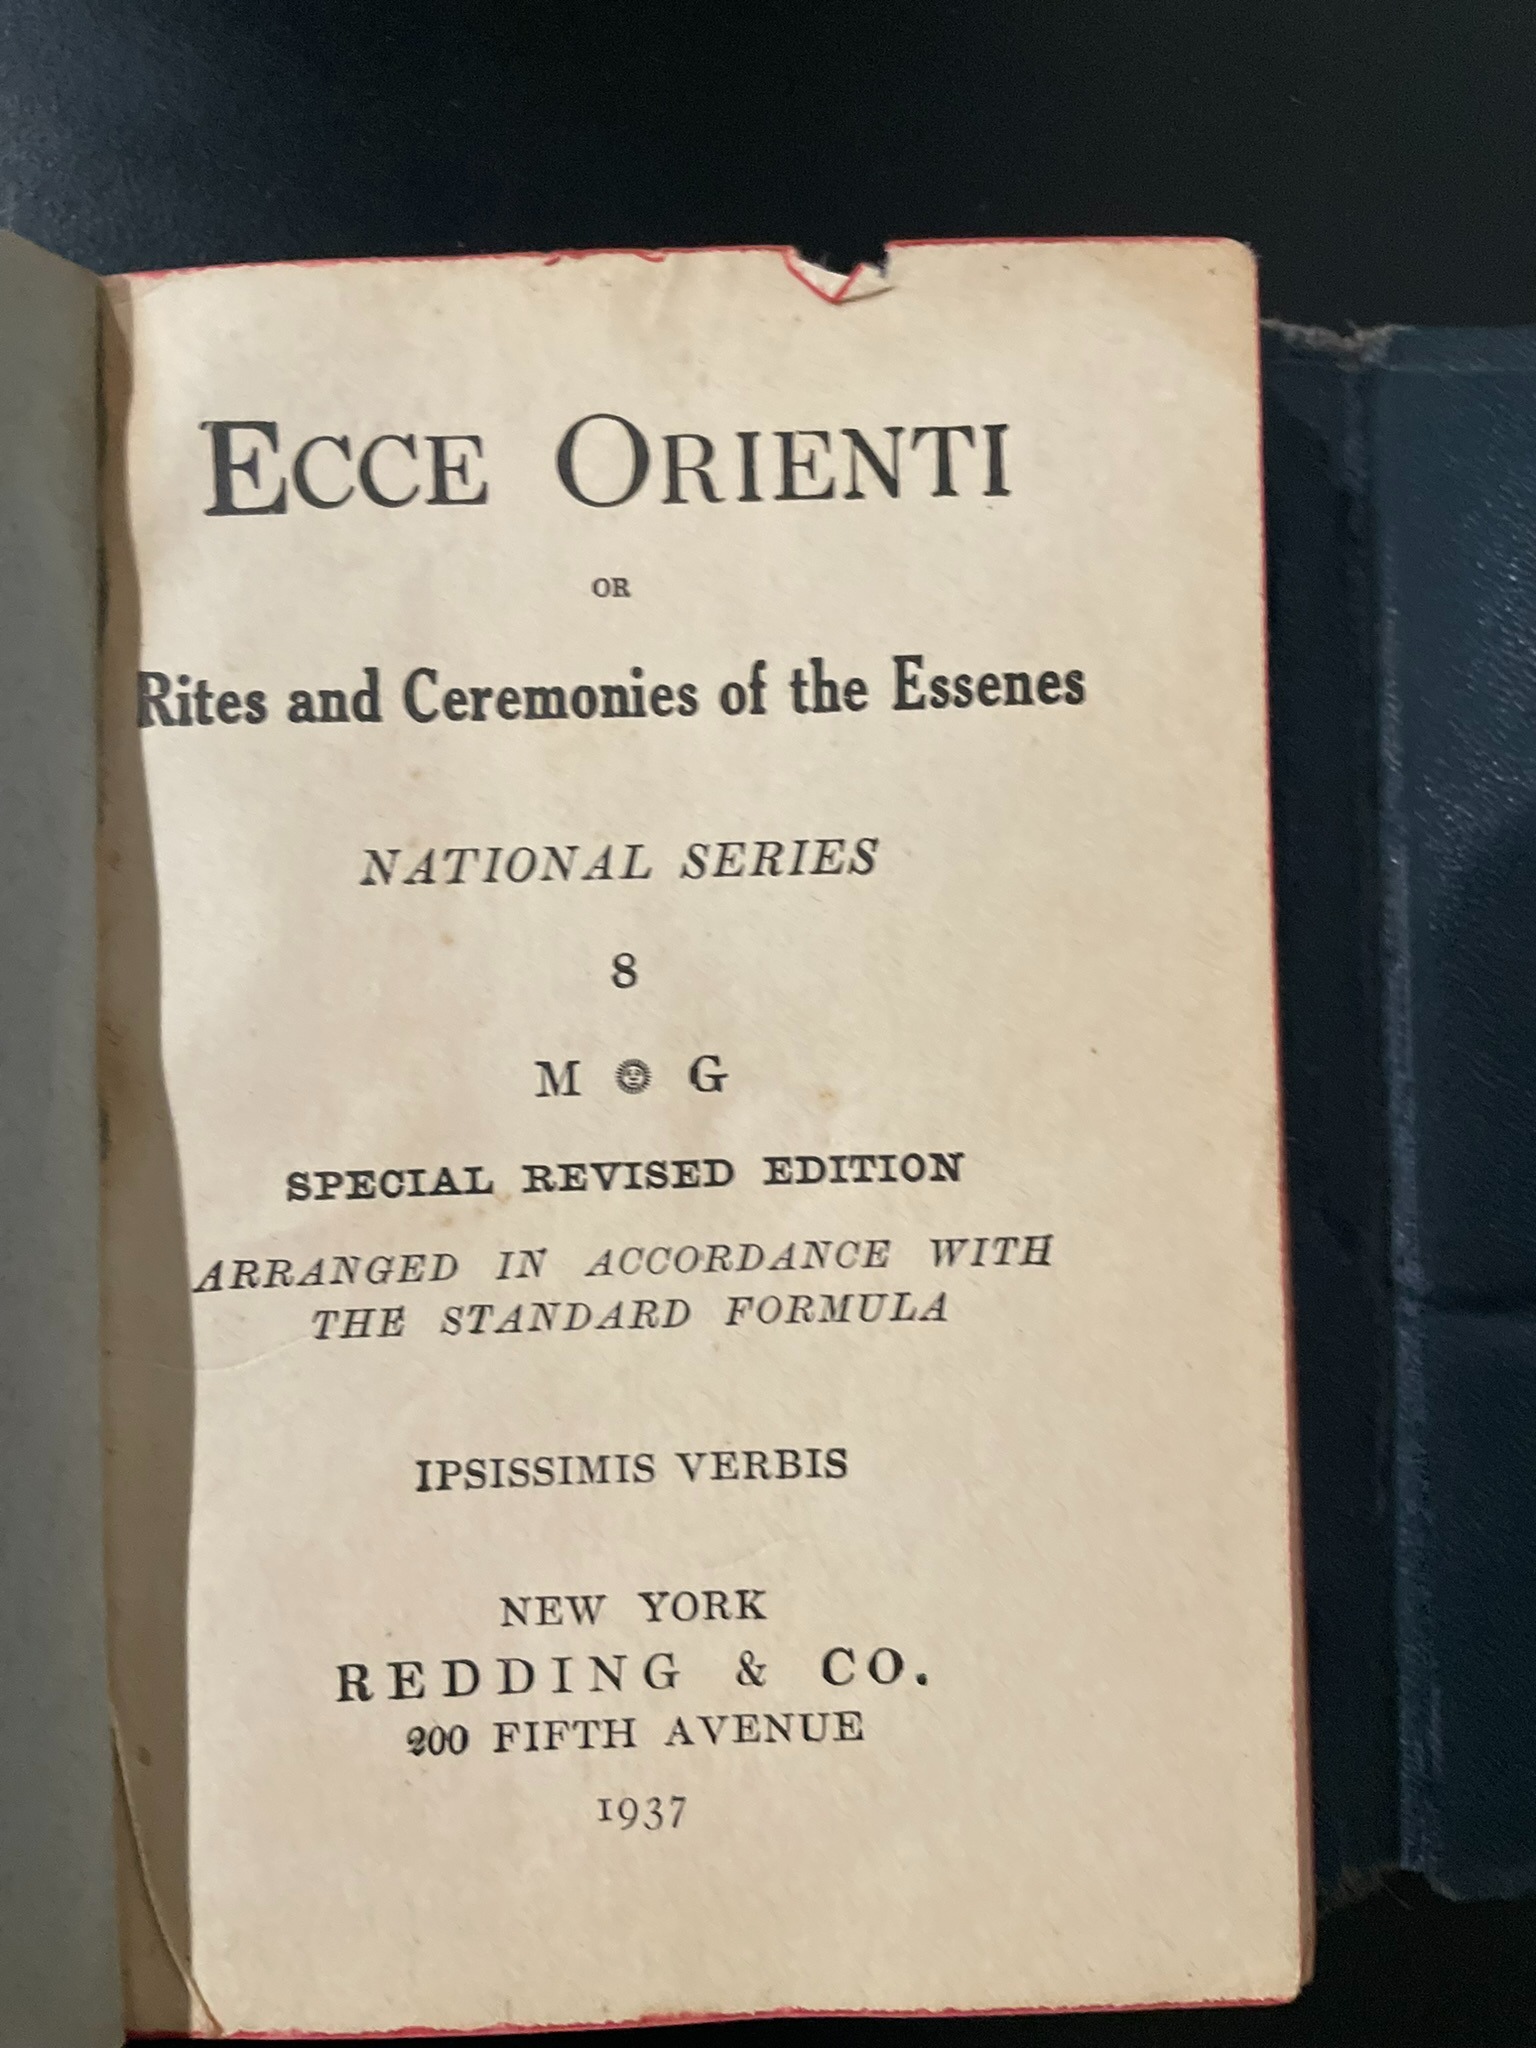 ECCE ORIENTI
OR
Rites and Ceremonies of the Essenes
NATIONAL SERIES
8
M G
SPECIAL REVISED EDITION
ARRANGED IN ACCORDANCE WITH
THE STANDARD FORMULA
IPSISSIMIS VERBIS
NEW YORK
REDDING & CO.
200 FIFTH AVENUE
1937